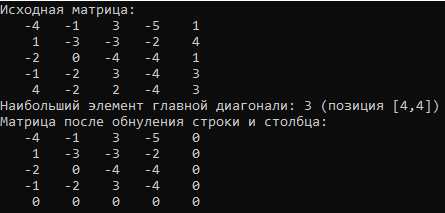 Исходная матрица:
-4 -1 3 -5 1
1 -3 -3 -2 4
-2 0 -4 -4 1
-1 -2 3 -4 3
4 -2 2 -4 3
Наибольший элемент главной диагонали: 3 (позиция [4,4])
Матрица после обнуления строки и столбца:
-4 -1 3 -5 0
1 -3 -3 -2 0
-2 0 -4 -4 0
-1 -2 3 -4 0
0 0 0 0 0